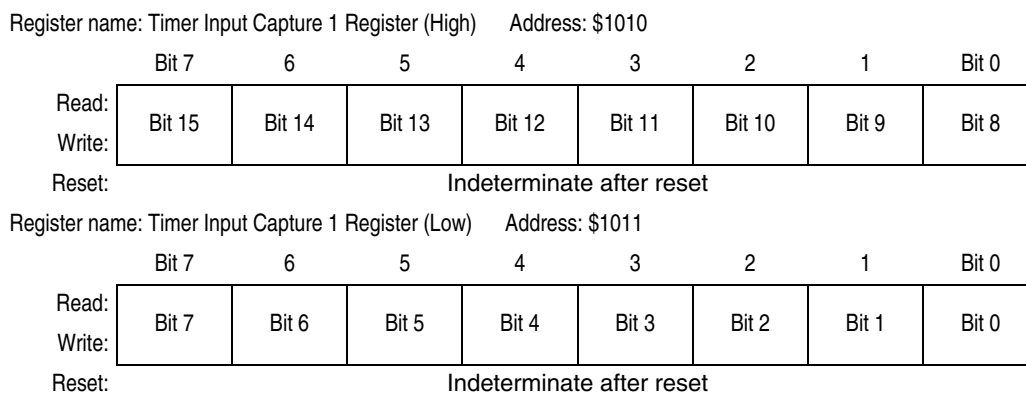 Register name: Timer Input Capture 1 Register (High) Address: $1010
Bit 7 6 5 4 3 2 1 Bit 0
Read:
Bit 15 Bit 14 Bit 13 Bit 12 Bit 11 Bit 10 Bit 9 Bit 8
Write:
Reset: Indeterminate after reset
Register name: Timer Input Capture 1 Register (Low) Address: $1011
Bit 7 6 5 4 3 2 1 Bit 0
Read:
Bit 7 Bit 6 Bit 5 Bit 4 Bit 3 Bit 2 Bit 1 Bit 0
Write:
Reset: Indeterminate after reset